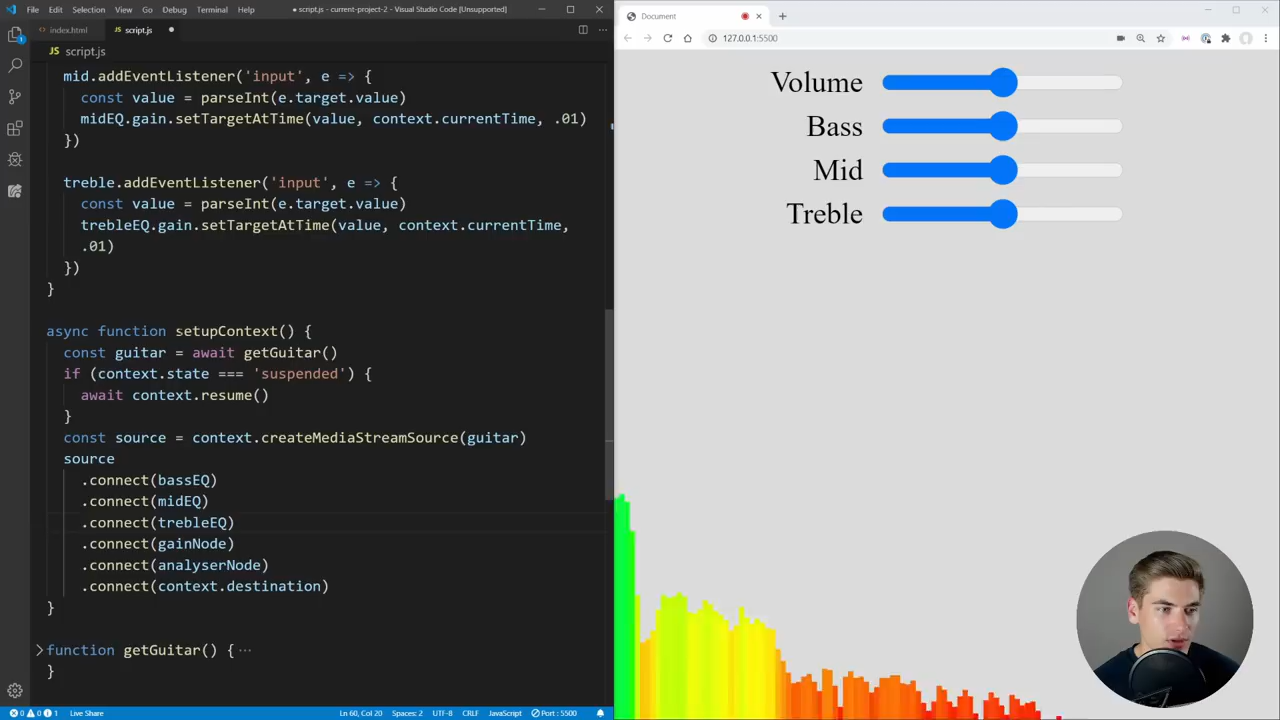 File Edit Selection View Go Debug Terminal Help ● script.js - current-project-2 - Visual Studio Code [Unsupported]
index.html script.js ●
script.js
mid.addEventListener('input', e => {
const value = parseInt(e.target.value)
midEQ.gain.setTargetAtTime(value, context.currentTime, .01)
})
treble.addEventListener('input', e => {
const value = parseInt(e.target.value)
trebleEQ.gain.setTargetAtTime(value, context.currentTime,
.01)
})
}
async function setupContext() {
const guitar = await getGuitar()
if (context.state === 'suspended') {
await context.resume()
}
const source = context.createMediaStreamSource(guitar)
source
.connect(bassEQ)
.connect(midEQ)
.connect(trebleEQ)
.connect(gainNode)
.connect(analyserNode)
.connect(context.destination)
}
function getGuitar() { ...
}
0 0 1 Live Share Ln 60, Col 20 Spaces: 2 UTF-8 CRLF JavaScript Port : 5500
Document
127.0.0.1:5500
Volume
Bass
Mid
Treble